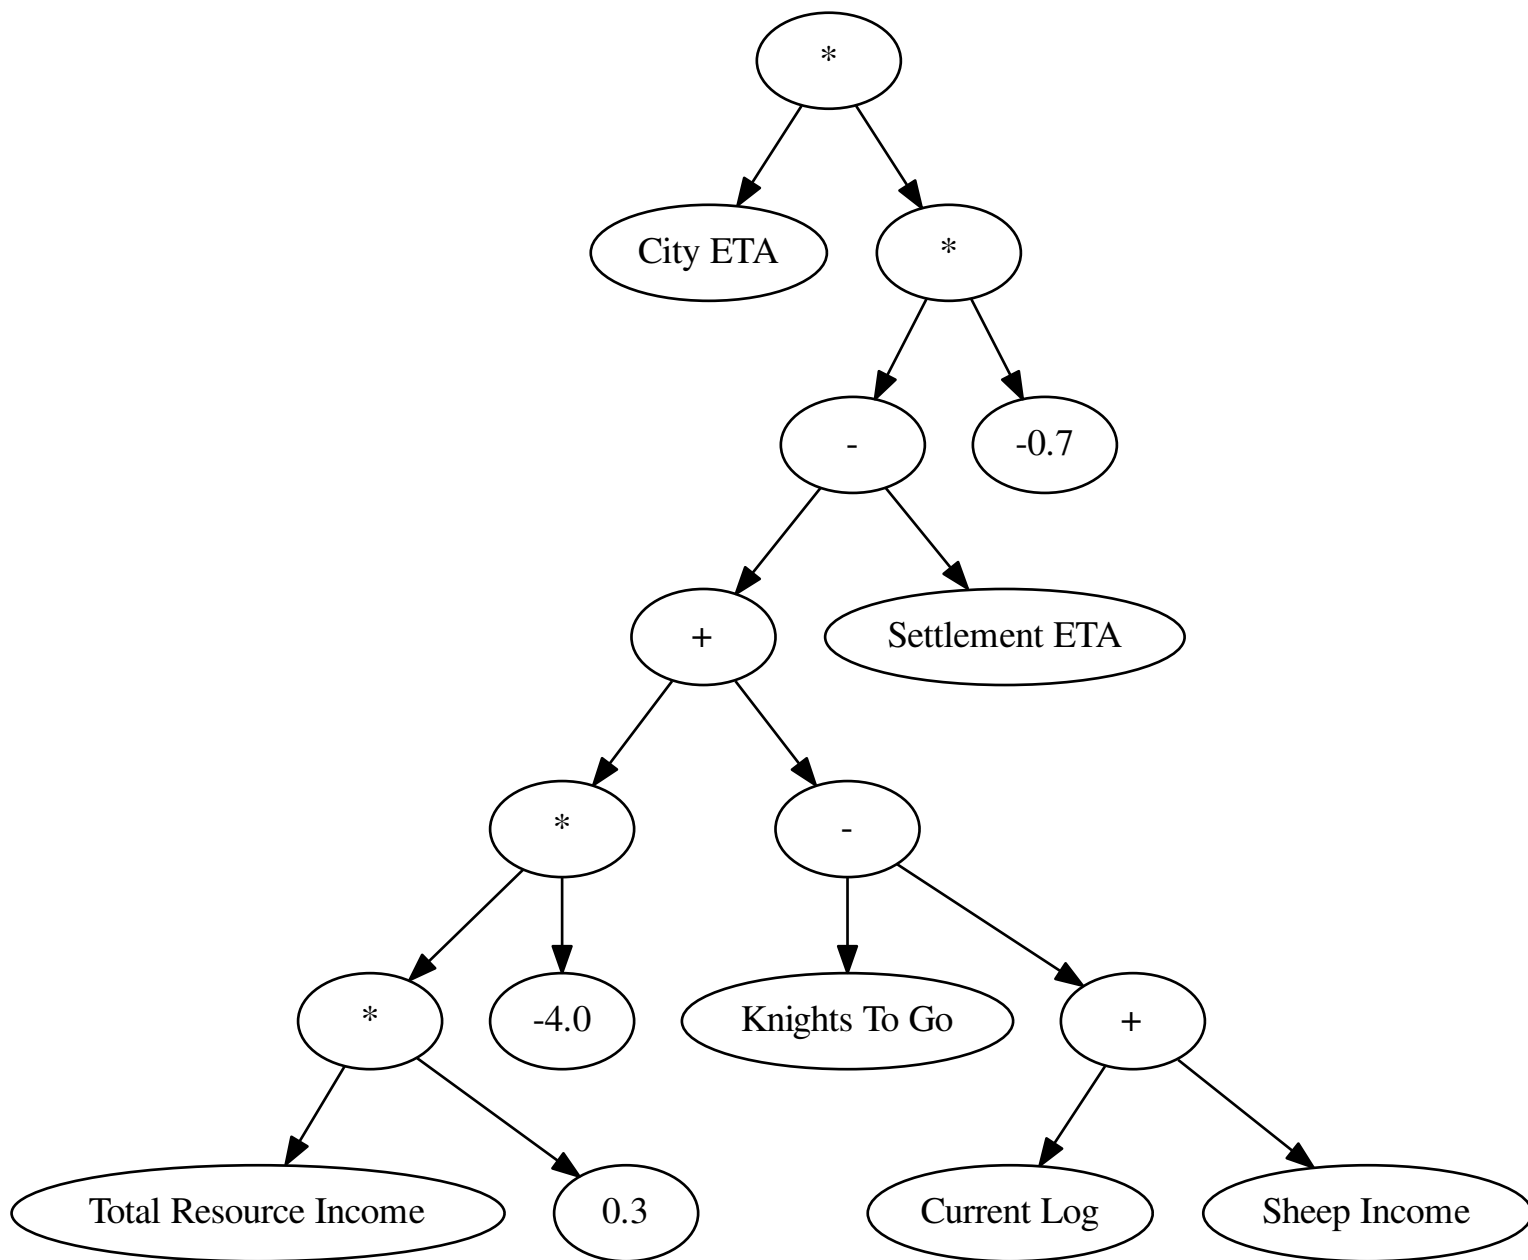 *
City ETA
*
-
-0.7
+
Settlement ETA
*
-
*
-4.0
Knights To Go
+
Total Resource Income
0.3
Current Log
Sheep Income